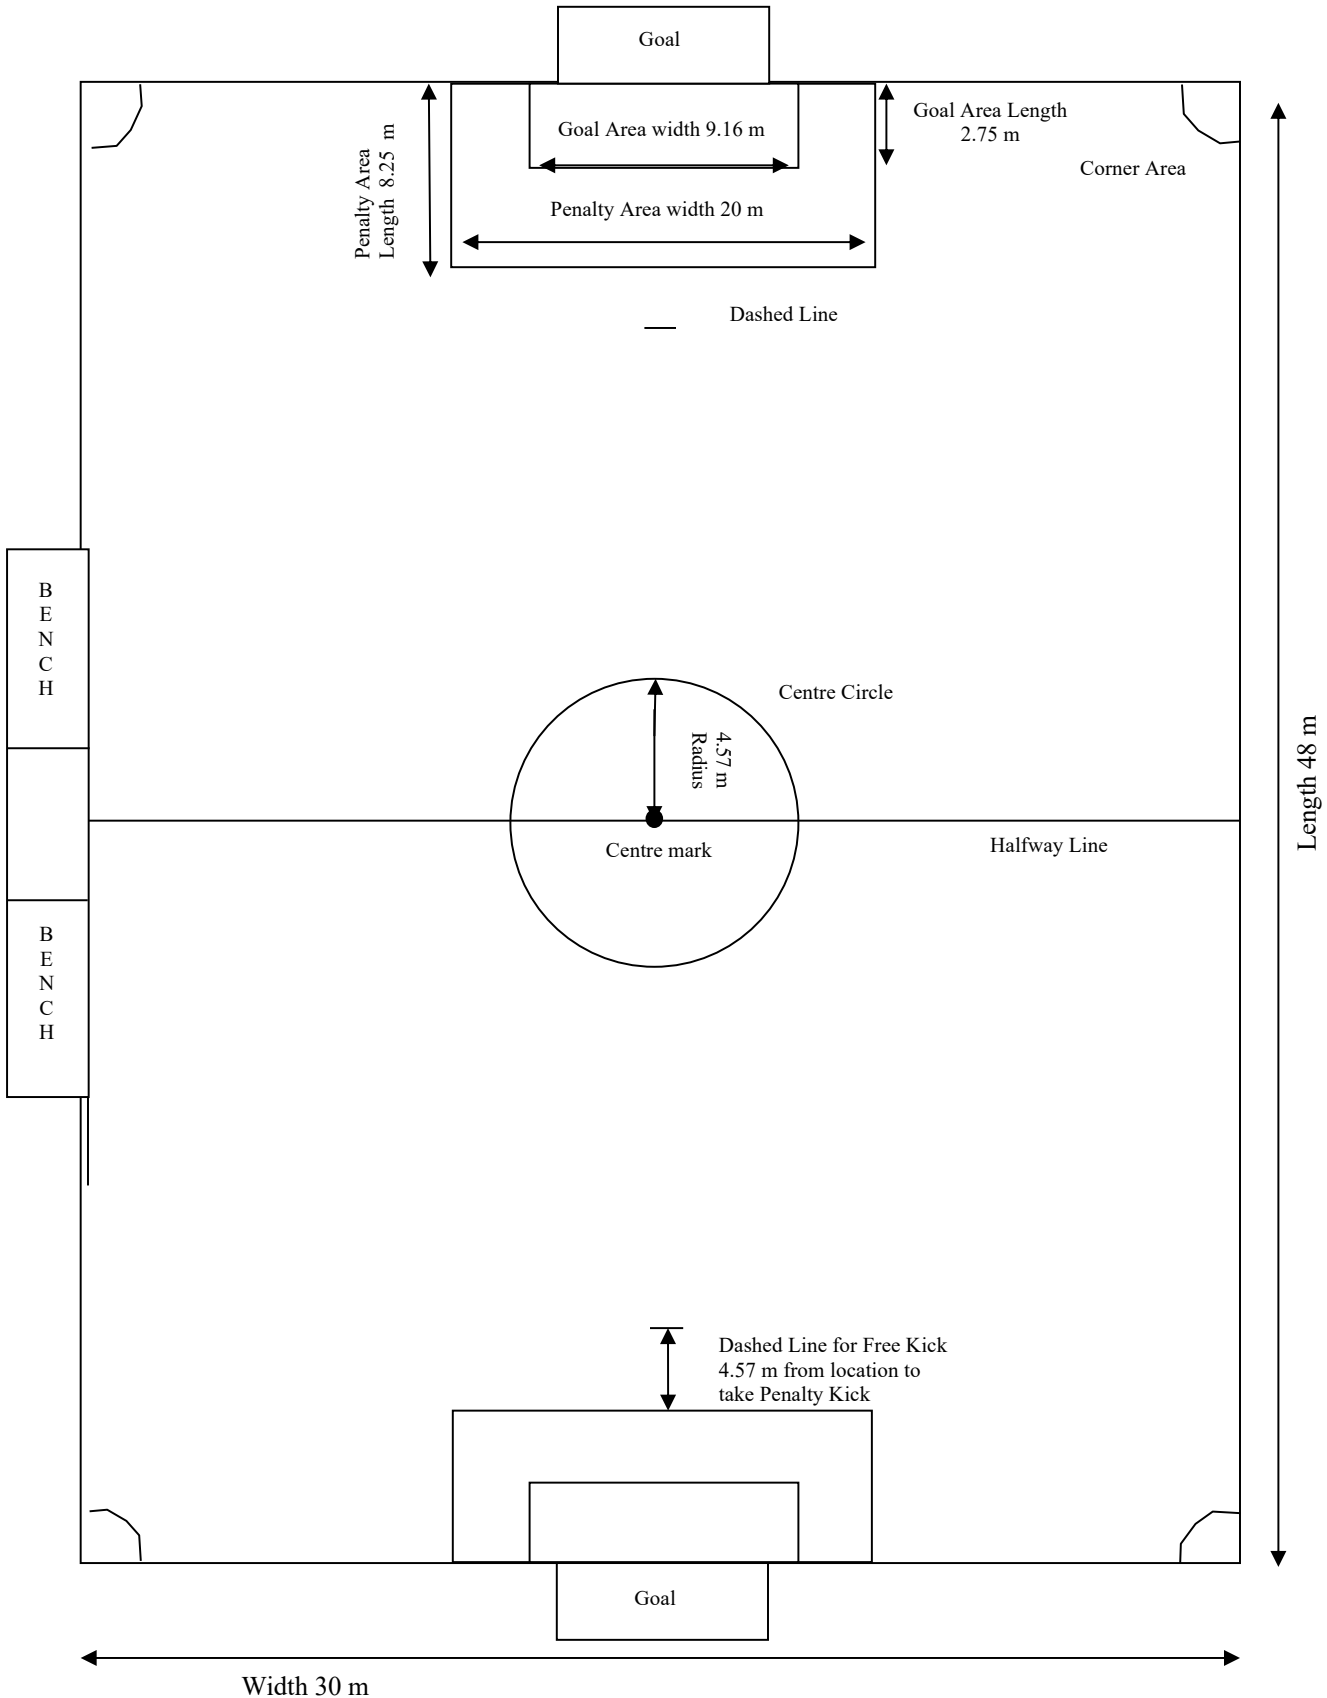 Goal
Goal Area width 9.16 m
Goal Area Length
2.75 m
Penalty Area
Length 8.25 m
Corner Area
Penalty Area width 20 m
Dashed Line
B
E
N
C
H
Centre Circle
4.57 m
Radius
Length 48 m
Centre mark
Halfway Line
B
E
N
C
H
Dashed Line for Free Kick
4.57 m from location to
take Penalty Kick
Goal
Width 30 m